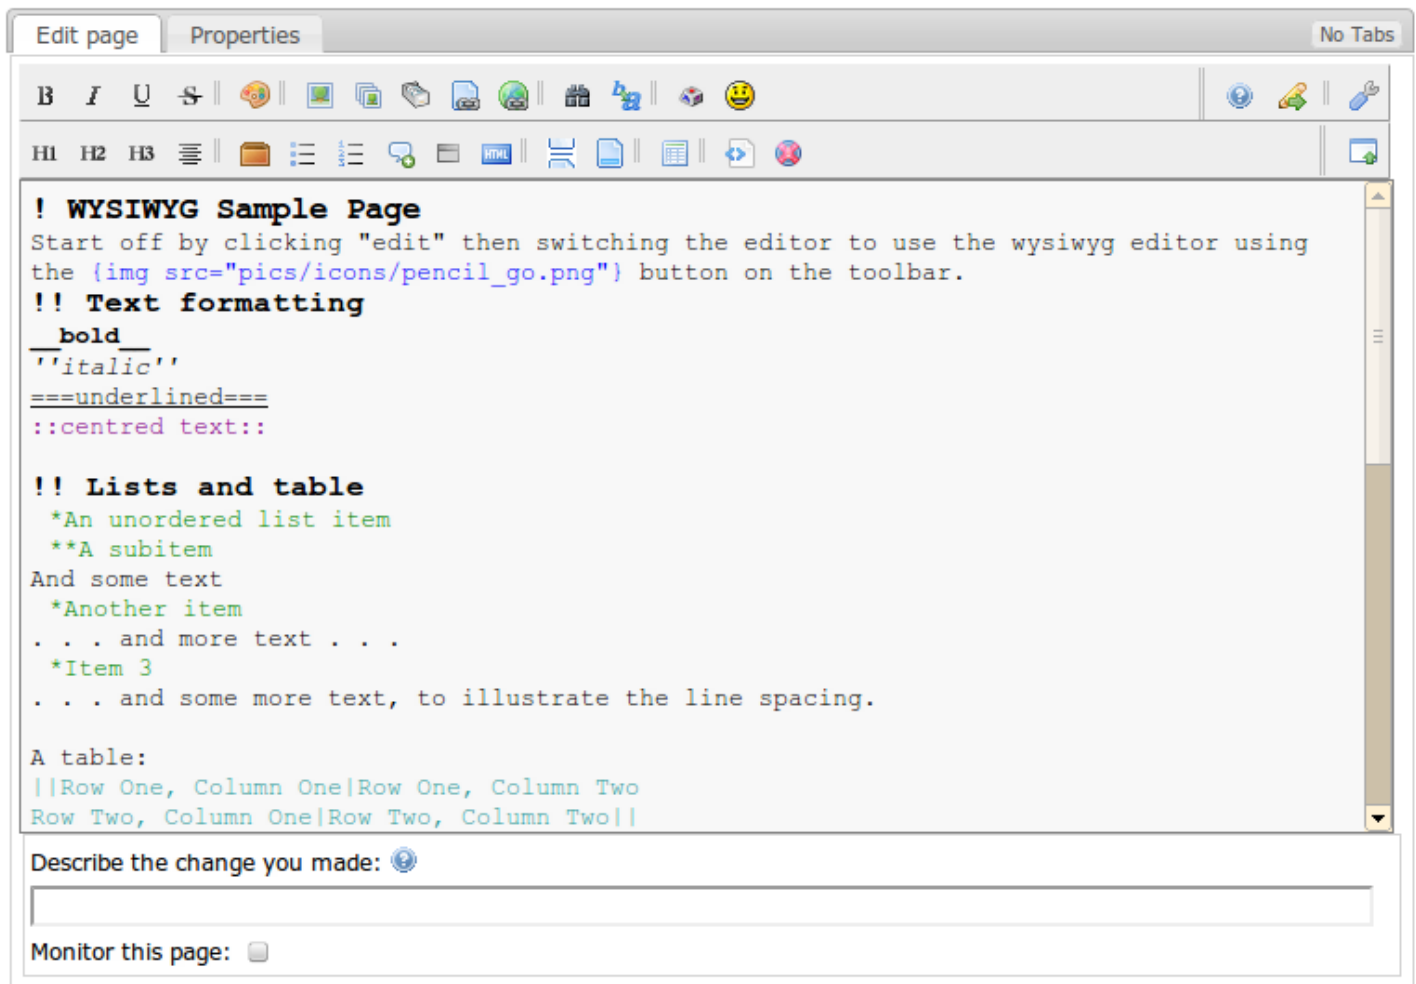 Edit page Properties No Tabs
B I U S
H1 H2 H3 HTML
! WYSIWYG Sample Page
Start off by clicking "edit" then switching the editor to use the wysiwyg editor using
the {img src="pics/icons/pencil_go.png"} button on the toolbar.
!! Text formatting
__bold__
''italic''
===underlined===
::centred text::
!! Lists and table
*An unordered list item
**A subitem
And some text
*Another item
. . . and more text . . .
*Item 3
. . . and some more text, to illustrate the line spacing.
A table:
||Row One, Column One|Row One, Column Two
Row Two, Column One|Row Two, Column Two||
Describe the change you made:
Monitor this page: